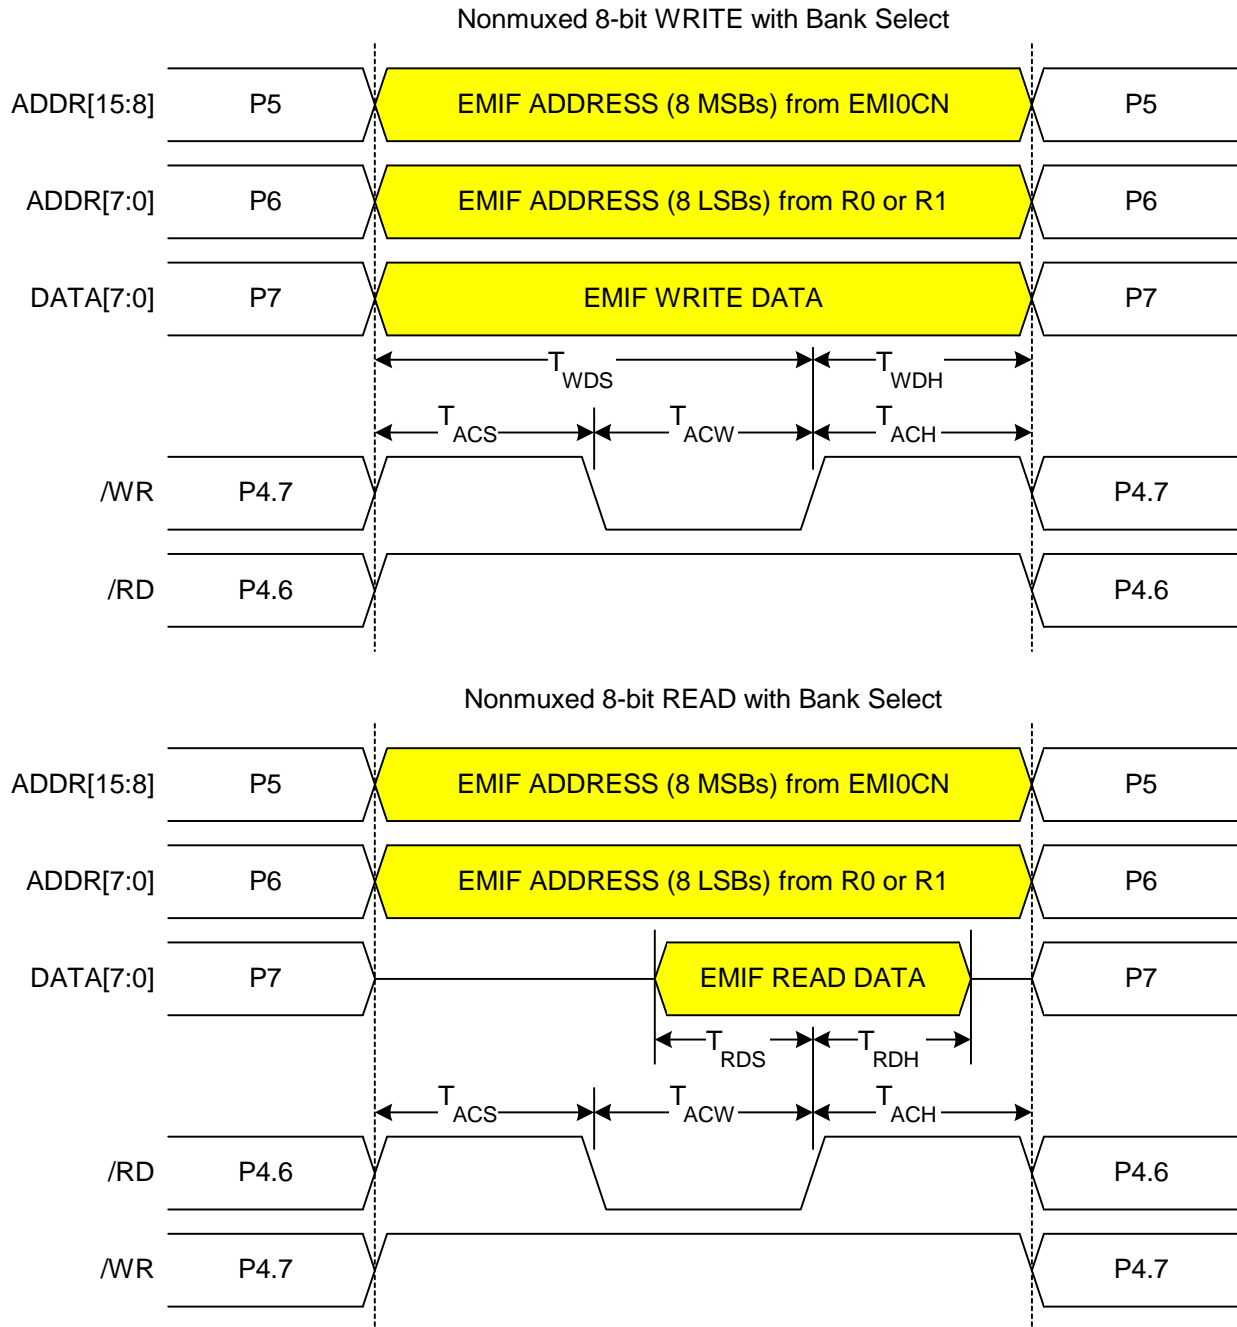 Nonmuxed 8-bit WRITE with Bank Select
ADDR[15:8] P5 EMIF ADDRESS (8 MSBs) from EMI0CN P5
ADDR[7:0] P6 EMIF ADDRESS (8 LSBs) from R0 or R1 P6
DATA[7:0] P7 EMIF WRITE DATA P7
TWDS TWDH
TACS TACW TACH
/WR P4.7 P4.7
/RD P4.6 P4.6
Nonmuxed 8-bit READ with Bank Select
ADDR[15:8] P5 EMIF ADDRESS (8 MSBs) from EMI0CN P5
ADDR[7:0] P6 EMIF ADDRESS (8 LSBs) from R0 or R1 P6
DATA[7:0] P7 EMIF READ DATA P7
TRDS TRDH
TACS TACW TACH
/RD P4.6 P4.6
/WR P4.7 P4.7